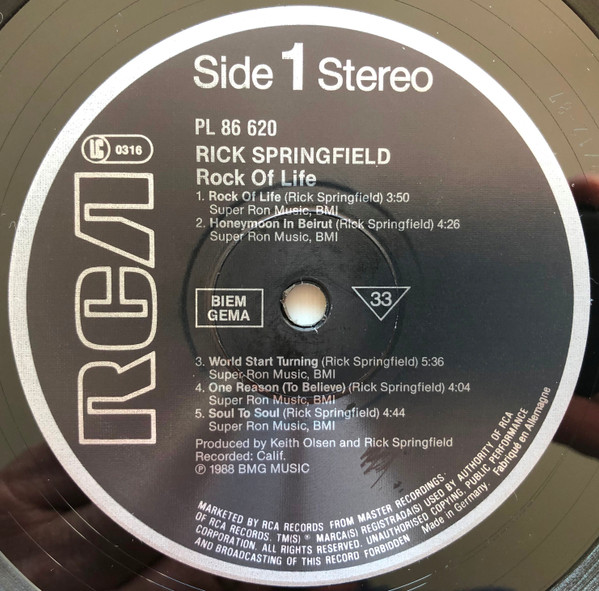 Side 1 Stereo
PL 86 620
LC 0316
RICK SPRINGFIELD
Rock Of Life
1. Rock Of Life (Rick Springfield) 3:50
Super Ron Music, BMI
2. Honeymoon In Beirut (Rick Springfield) 4:26
Super Ron Music, BMI
RCA
BIEM
GEMA
33
3. World Start Turning (Rick Springfield) 5:36
Super Ron Music, BMI
4. One Reason (To Believe) (Rick Springfield) 4:04
Super Ron Music, BMI
5. Soul To Soul (Rick Springfield) 4:44
Super Ron Music, BMI
Produced by Keith Olsen and Rick Springfield
Recorded: Calif.
℗ 1988 BMG MUSIC
MARKETED BY RCA RECORDS FROM MASTER RECORDINGS
OF RCA RECORDS. TM(S) ® MARCA(S) REGISTRADA(S) USED BY AUTHORITY OF RCA
CORPORATION. ALL RIGHTS RESERVED. UNAUTHORISED COPYING, PUBLIC PERFORMANCE
AND BROADCASTING OF THIS RECORD FORBIDDEN
Made in Germany · Fabriqué en Allemagne